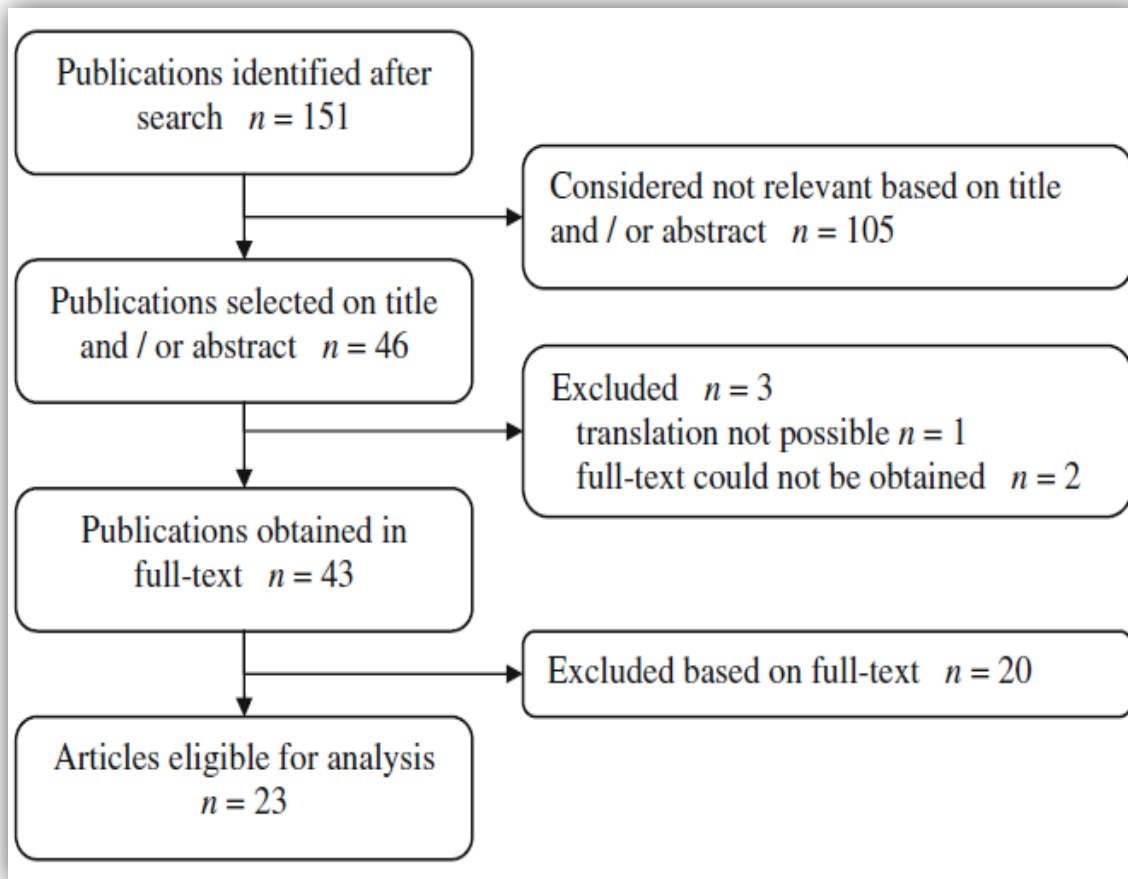 Publications identified after
search n = 151
Considered not relevant based on title
and / or abstract n = 105
Publications selected on title
and / or abstract n = 46
Excluded n = 3
translation not possible n = 1
full-text could not be obtained n = 2
Publications obtained in
full-text n = 43
Excluded based on full-text n = 20
Articles eligible for analysis
n = 23